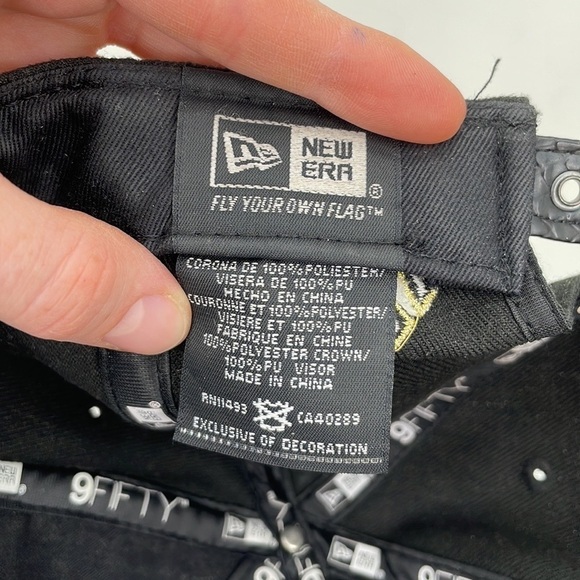 NEW
ERA
®
FLY YOUR OWN FLAG™
CORONA DE 100% POLIESTER/
VISERA DE 100% PU
HECHO EN CHINA
COURONNE ET 100% POLYESTER/
VISIERE ET 100% PU
FABRIQUE EN CHINE
100% POLYESTER CROWN/
100% PU VISOR
MADE IN CHINA
RN11493 CA40289
EXCLUSIVE OF DECORATION
NEW
ERA
9FIFTY
9FIFTY